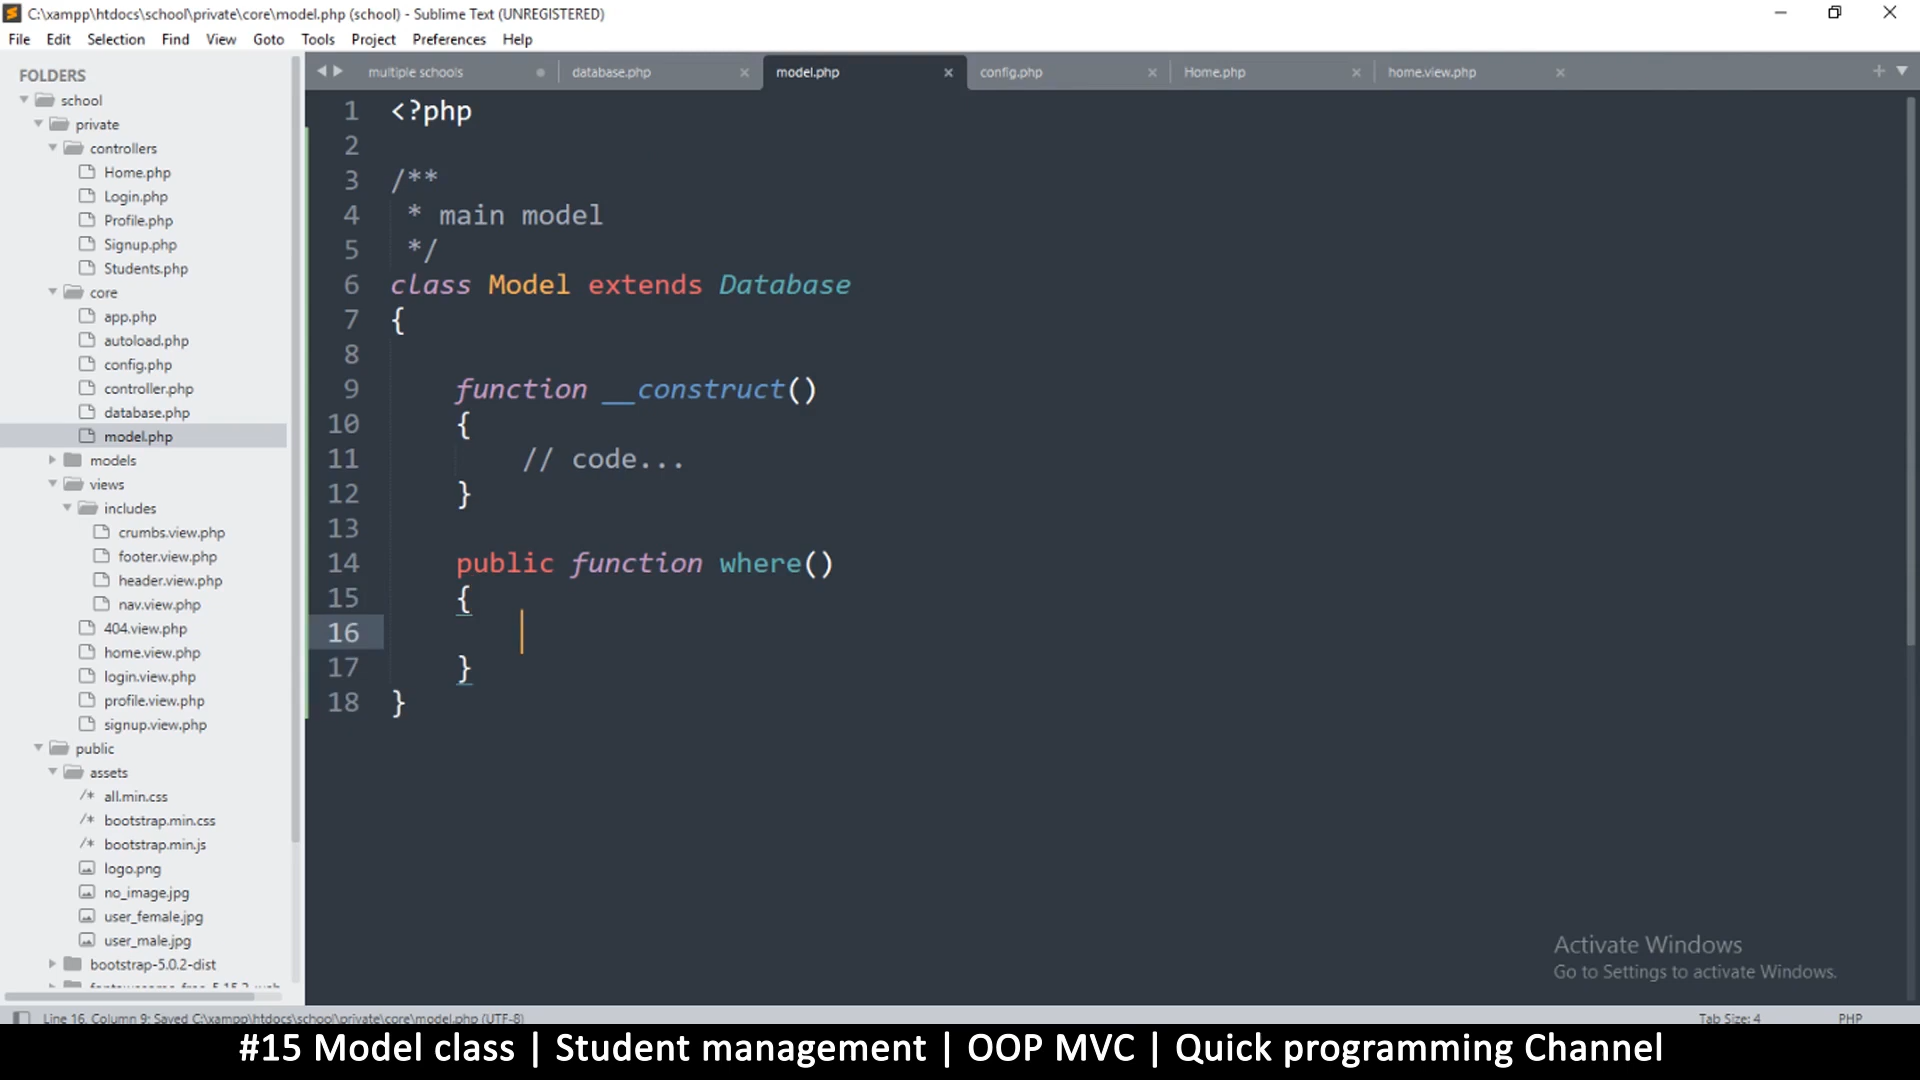 C:\xampp\htdocs\school\private\core\model.php (school) - Sublime Text (UNREGISTERED)
File Edit Selection Find View Goto Tools Project Preferences Help
FOLDERS
school
private
controllers
Home.php
Login.php
Profile.php
Signup.php
Students.php
core
app.php
autoload.php
config.php
controller.php
database.php
model.php
models
views
includes
crumbs.view.php
footer.view.php
header.view.php
nav.view.php
404.view.php
home.view.php
login.view.php
profile.view.php
signup.view.php
public
assets
/* all.min.css
/* bootstrap.min.css
/* bootstrap.min.js
logo.png
no_image.jpg
user_female.jpg
user_male.jpg
bootstrap-5.0.2-dist
multiple schools database.php model.php config.php Home.php home.view.php
1 <?php
2
3 /**
4 * main model
5 */
6 class Model extends Database
7 {
8
9 function __construct()
10 {
11 // code...
12 }
13
14 public function where()
15 {
16
17 }
18 }
Activate Windows
Go to Settings to activate Windows.
Line 16, Column 9; Saved C:\xampp\htdocs\school\private\core\model.php (UTF-8) Tab Size: 4 PHP
#15 Model class | Student management | OOP MVC | Quick programming Channel